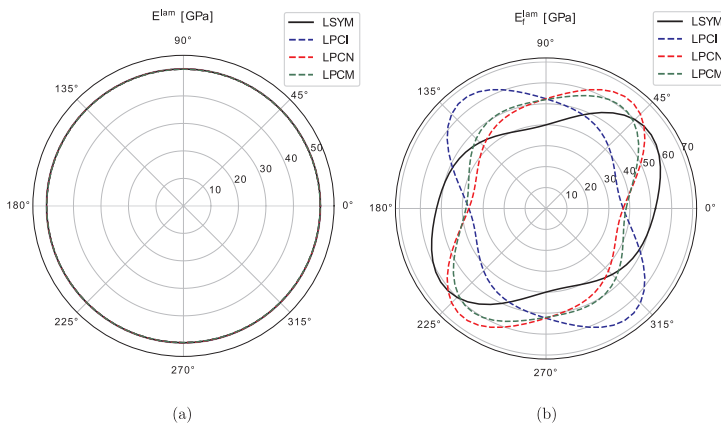 E^lam [GPa]
LSYM
LPCI
LPCN
LPCM
90°
135°
45°
180°
0°
225°
315°
270°
10
20
30
40
50
(a)
E_f^lam [GPa]
LSYM
LPCI
LPCN
LPCM
90°
135°
45°
180°
0°
225°
315°
270°
10
20
30
40
50
60
70
(b)